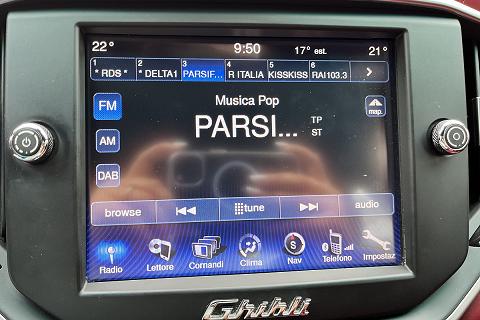 22° 9:50 17° est. 21°
1 2 3 4 5 6
* RDS * * DELTA1 PARSIF... R ITALIA KISSKISS RAI103.3
FM Musica Pop map
PARSI... TP
ST
AM
DAB
browse tune audio
Radio Lettore Comandi Clima Nav Telefono Impostaz
Ghibli